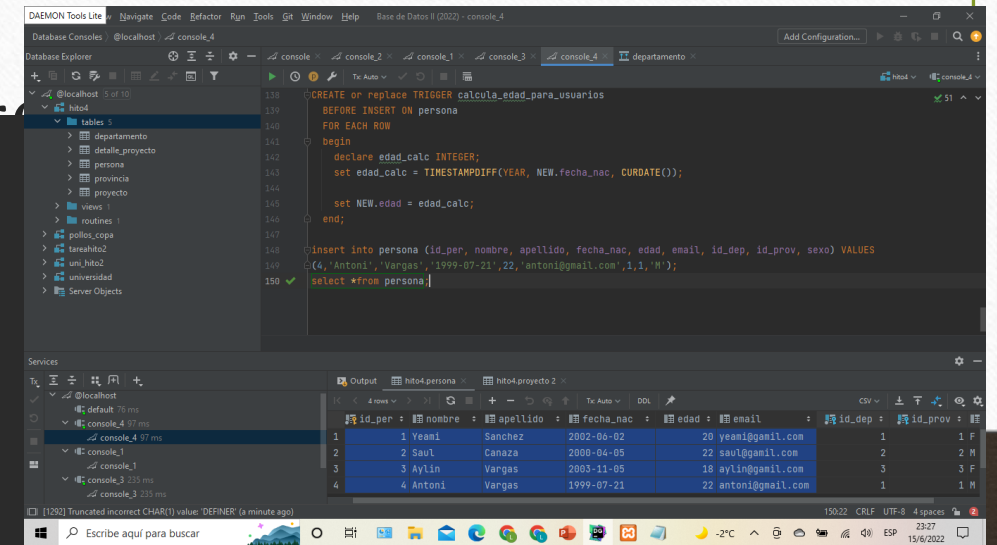 DAEMON Tools Lite w Navigate Code Refactor Run Tools Git Window Help Base de Datos II (2022) - console_4
Database Consoles @localhost console_4 Add Configuration...
Database Explorer console console_2 console_1 console_3 console_4 departamento
Tx: Auto hito4 console_4
@localhost 5 of 10
hito4
tables 5
departamento
detalle_proyecto
persona
provincia
proyecto
views 1
routines 1
pollos_copa
tareahito2
uni_hito2
universidad
Server Objects
51
138 CREATE or replace TRIGGER calcula_edad_para_usuarios
139 BEFORE INSERT ON persona
140 FOR EACH ROW
141 begin
142 declare edad_calc INTEGER;
143 set edad_calc = TIMESTAMPDIFF(YEAR, NEW.fecha_nac, CURDATE());
144
145 set NEW.edad = edad_calc;
146 end;
147
148 insert into persona (id_per, nombre, apellido, fecha_nac, edad, email, id_dep, id_prov, sexo) VALUES
149 (4,'Antoni','Vargas','1999-07-21',22,'antoni@gmail.com',1,1,'M');
150 select *from persona;
Services
Tx
@localhost
default 76 ms
console_4 97 ms
console_4 97 ms
console_1
console_1
console_3 235 ms
console_3 235 ms
Output hito4.persona hito4.proyecto 2
4 rows Tx: Auto DDL CSV
id_per nombre apellido fecha_nac edad email id_dep id_prov
1 1 Yeami Sanchez 2002-06-02 20 yeami@gamil.com 1 1 F
2 2 Saul Canaza 2000-04-05 22 saul@gamil.com 2 2 M
3 3 Aylin Vargas 2003-11-05 18 aylin@gamil.com 3 3 F
4 4 Antoni Vargas 1999-07-21 22 antoni@gmail.com 1 1 M
[1292] Truncated incorrect CHAR(1) value: 'DEFINER' (a minute ago) 150:22 CRLF UTF-8 4 spaces 2
Escribe aquí para buscar -2°C ESP 23:27
15/6/2022